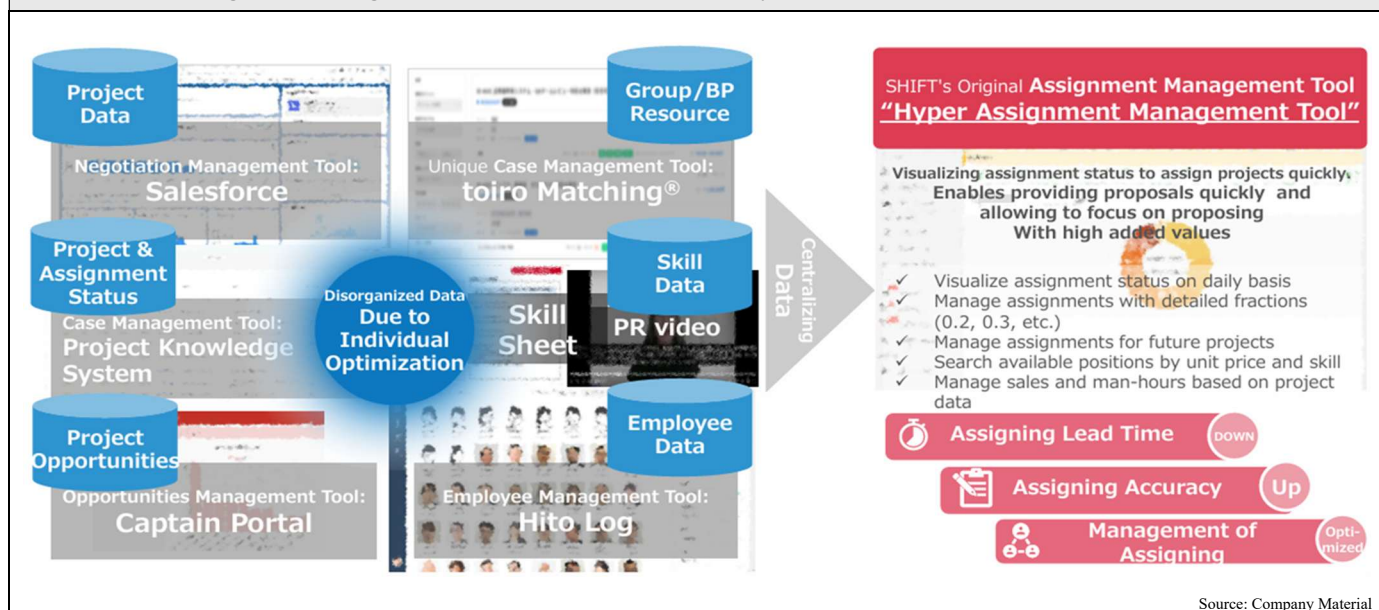 Project
Data
Negotiation Management Tool:
Salesforce
Group/BP
Resource
Unique Case Management Tool:
toiro Matching®
Project &
Assignment
Status
Case Management Tool:
Project Knowledge
System
Disorganized Data
Due to
Individual
Optimization
Skill
Data
Skill
Sheet
PR video
Project
Opportunities
Opportunities Management Tool:
Captain Portal
Employee
Data
Employee Management Tool:
Hito Log
Centralizing
Data
SHIFT's Original Assignment Management Tool
“Hyper Assignment Management Tool”
Visualizing assignment status to assign projects quickly.
Enables providing proposals quickly and
allowing to focus on proposing
With high added values
✓ Visualize assignment status on daily basis
✓ Manage assignments with detailed fractions
(0.2, 0.3, etc.)
✓ Manage assignments for future projects
✓ Search available positions by unit price and skill
✓ Manage sales and man-hours based on project
data
Assigning Lead Time
DOWN
Assigning Accuracy
Up
Management of
Assigning
Opti-
mized
Source: Company Material